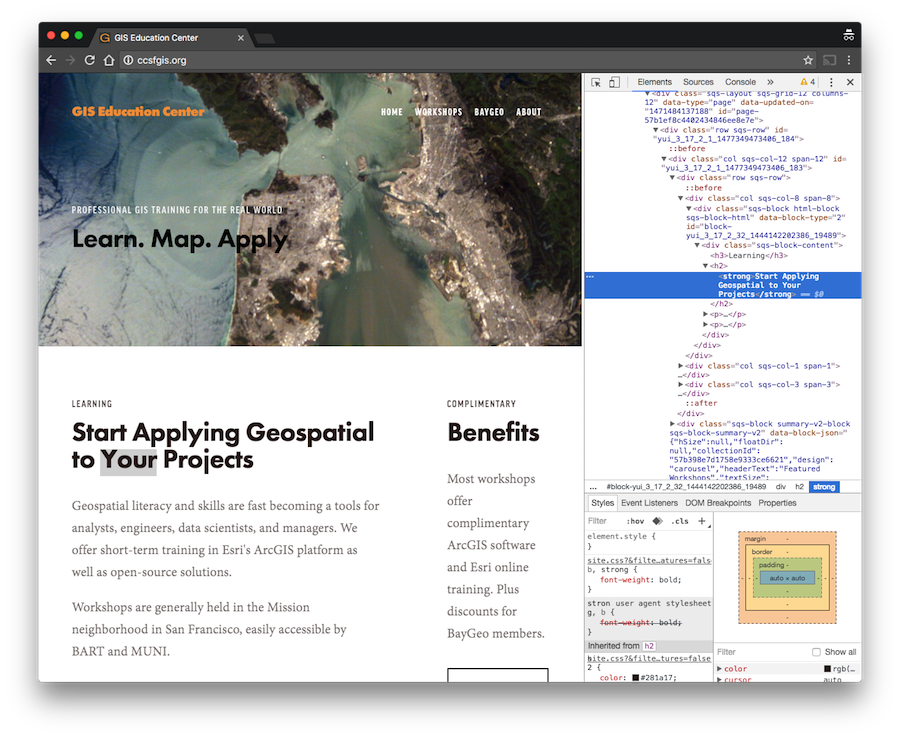 GIS Education Center
ccsfgis.org
GIS Education Center
HOME WORKSHOPS BAYGEO ABOUT
PROFESSIONAL GIS TRAINING FOR THE REAL WORLD
Learn. Map. Apply
LEARNING
Start Applying Geospatial
to Your Projects
Geospatial literacy and skills are fast becoming a tools for
analysts, engineers, data scientists, and managers. We
offer short-term training in Esri's ArcGIS platform as
well as open-source solutions.
Workshops are generally held in the Mission
neighborhood in San Francisco, easily accessible by
BART and MUNI.
COMPLIMENTARY
Benefits
Most workshops
offer
complimentary
ArcGIS software
and Esri online
training. Plus
discounts for
BayGeo members.
Elements Sources Console » 4
<div class="sqs-layout sqs-grid-12 columns-
12" data-type="page" data-updated-on=
"1471484137188" id="page-
57b1ef8c4402434846ee8e7e">
<div class="row sqs-row" id=
"yui_3_17_2_1_1477349473406_184">
::before
<div class="col sqs-col-12 span-12" id=
"yui_3_17_2_1_1477349473406_183">
<div class="row sqs-row">
::before
<div class="col sqs-col-8 span-8">
<div class="sqs-block html-block
sqs-block-html" data-block-type="2"
id="block-
yui_3_17_2_32_1444142202386_19489">
<div class="sqs-block-content">
<h3>Learning</h3>
<h2>
... <strong>Start Applying
Geospatial to Your
Projects</strong> == $0
</h2>
<p>…</p>
<p>…</p>
</div>
</div>
</div>
<div class="col sqs-col-1 span-1">
…</div>
<div class="col sqs-col-3 span-3">
…</div>
::after
</div>
<div class="sqs-block summary-v2-block
sqs-block-summary-v2" data-block-json=
"{"hSize":null,"floatDir":
null,"collectionId":
"57b398e7d1758e9333ce6621","design":
"carousel","headerText":"Featured
Workshops","textSize":
... #block-yui_3_17_2_32_1444142202386_19489 div h2 strong
Styles Event Listeners DOM Breakpoints Properties
Filter :hov .cls +
element.style {
}
site.css?&filte…atures=fals
b, strong {
font-weight: bold;
}
stron user agent stylesheet
g, b {
font-weight: bold;
}
Inherited from h2
site.css?&filte…tures=false
2 {
color: #281a17;
margin -
border -
padding -
auto × auto
Filter Show all
color rgb(…
cursor auto